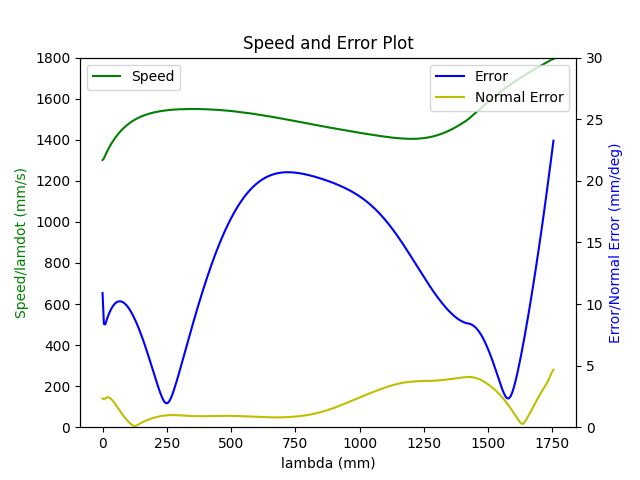 Speed and Error Plot
Speed
Error
Normal Error
1800
1600
1400
1200
1000
800
600
400
200
0
Speed/lamdot (mm/s)
30
25
20
15
10
5
0
Error/Normal Error (mm/deg)
0 250 500 750 1000 1250 1500 1750
lambda (mm)